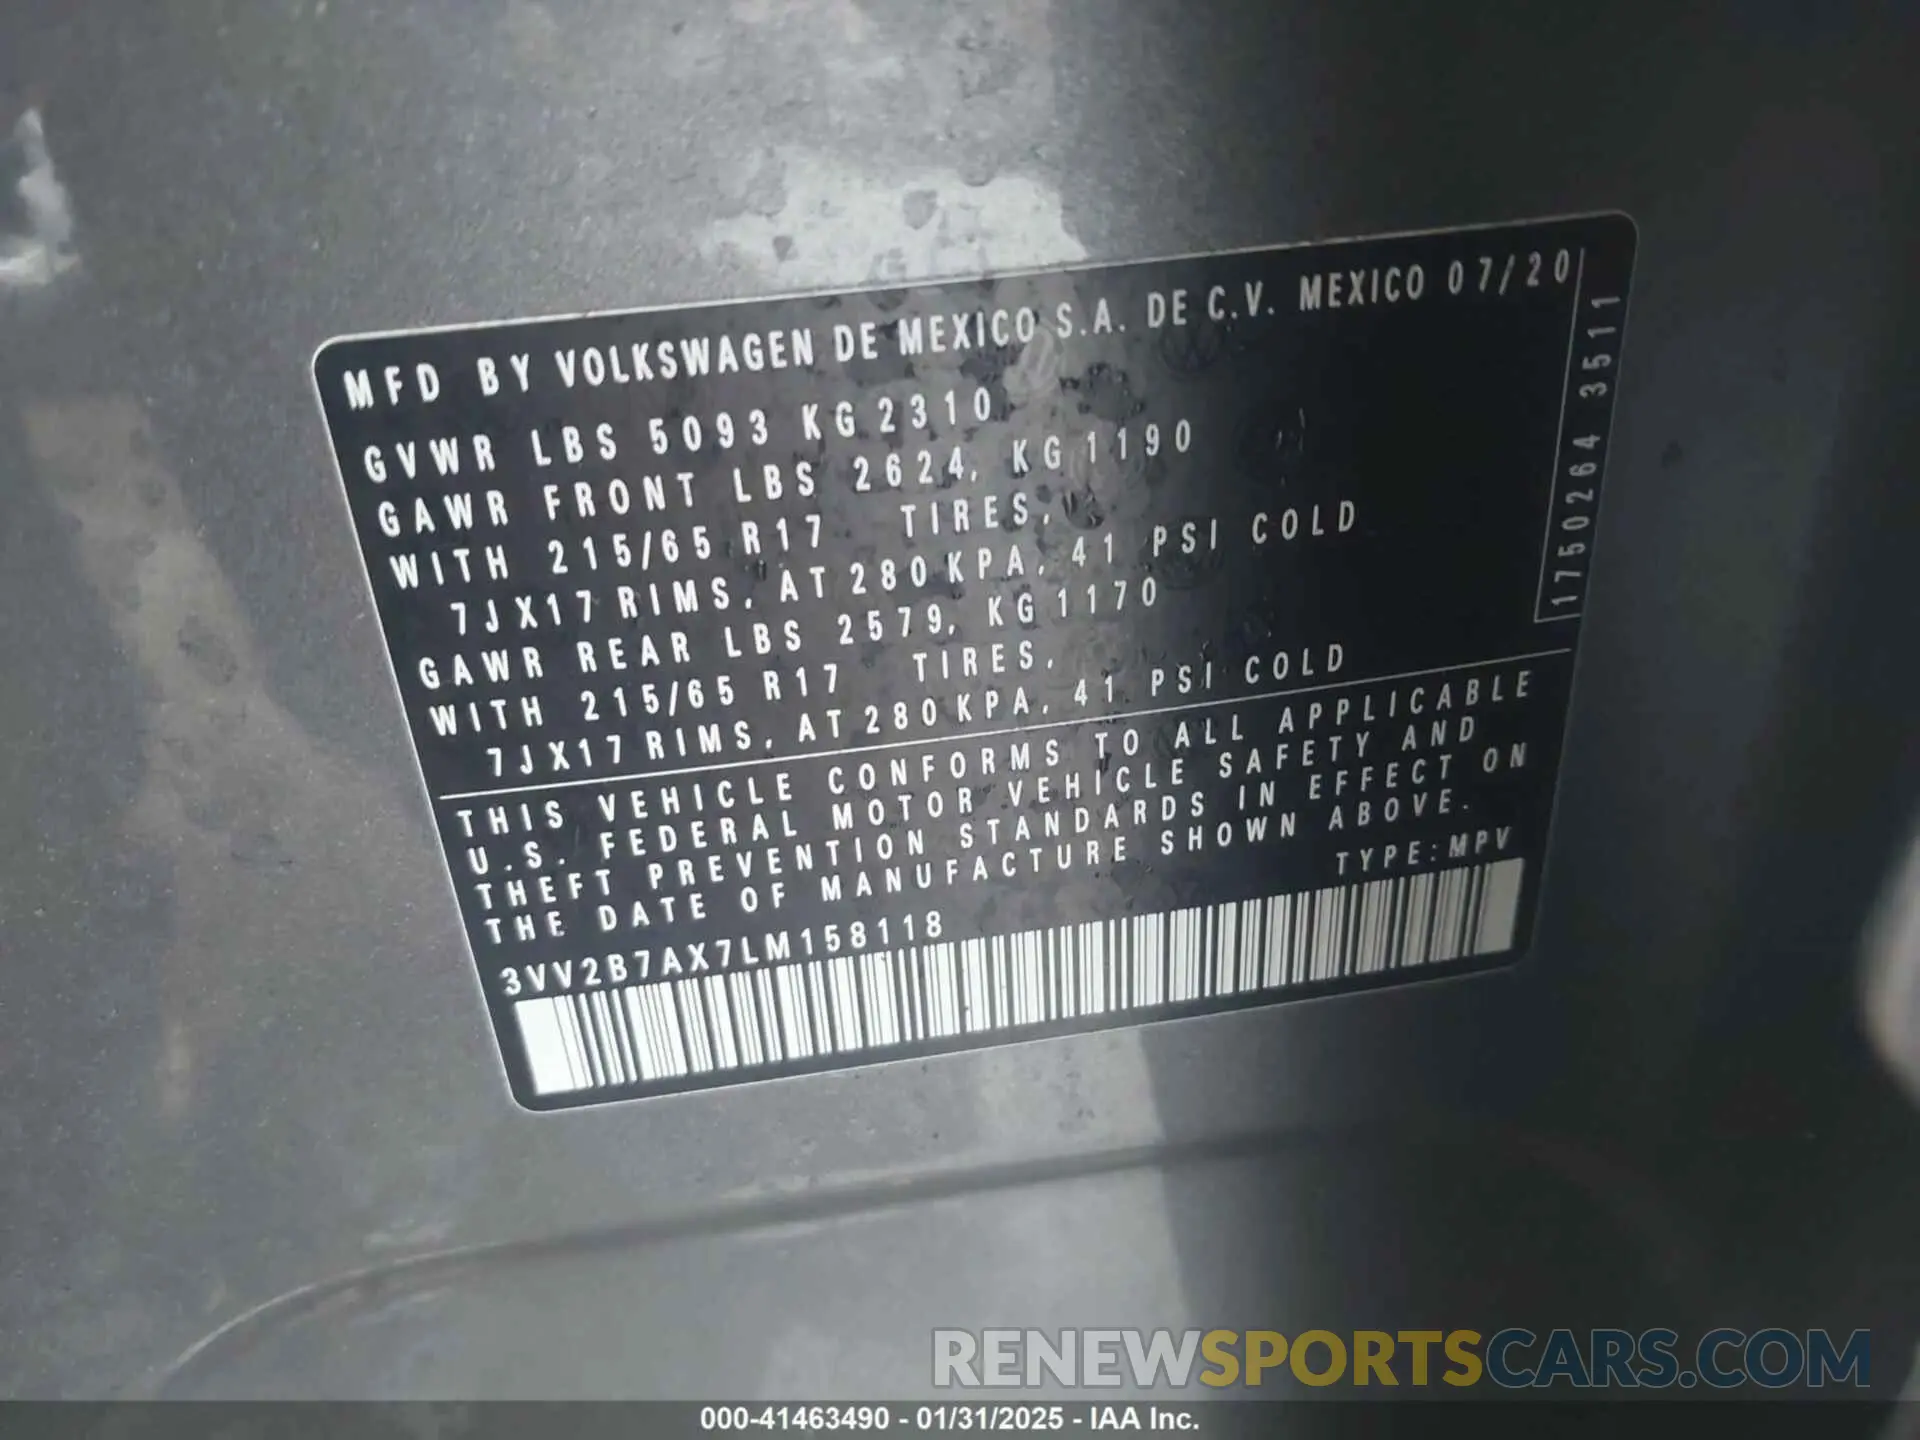 MFD BY VOLKSWAGEN DE MEXICO S.A. DE C.V. MEXICO 07/20
GVWR LBS 5093 KG 2310
GAWR FRONT LBS 2624, KG 1190
WITH 215/65 R17 TIRES,
7JX17 RIMS, AT 280 KPA, 41 PSI COLD
GAWR REAR LBS 2579, KG 1170
WITH 215/65 R17 TIRES,
7JX17 RIMS, AT 280 KPA, 41 PSI COLD
1750264 3511
THIS VEHICLE CONFORMS TO ALL APPLICABLE
U.S. FEDERAL MOTOR VEHICLE SAFETY AND
THEFT PREVENTION STANDARDS IN EFFECT ON
THE DATE OF MANUFACTURE SHOWN ABOVE.
TYPE:MPV
3VV2B7AX7LM158118
RENEWSPORTSCARS.COM
000-41463490 - 01/31/2025 - IAA Inc.